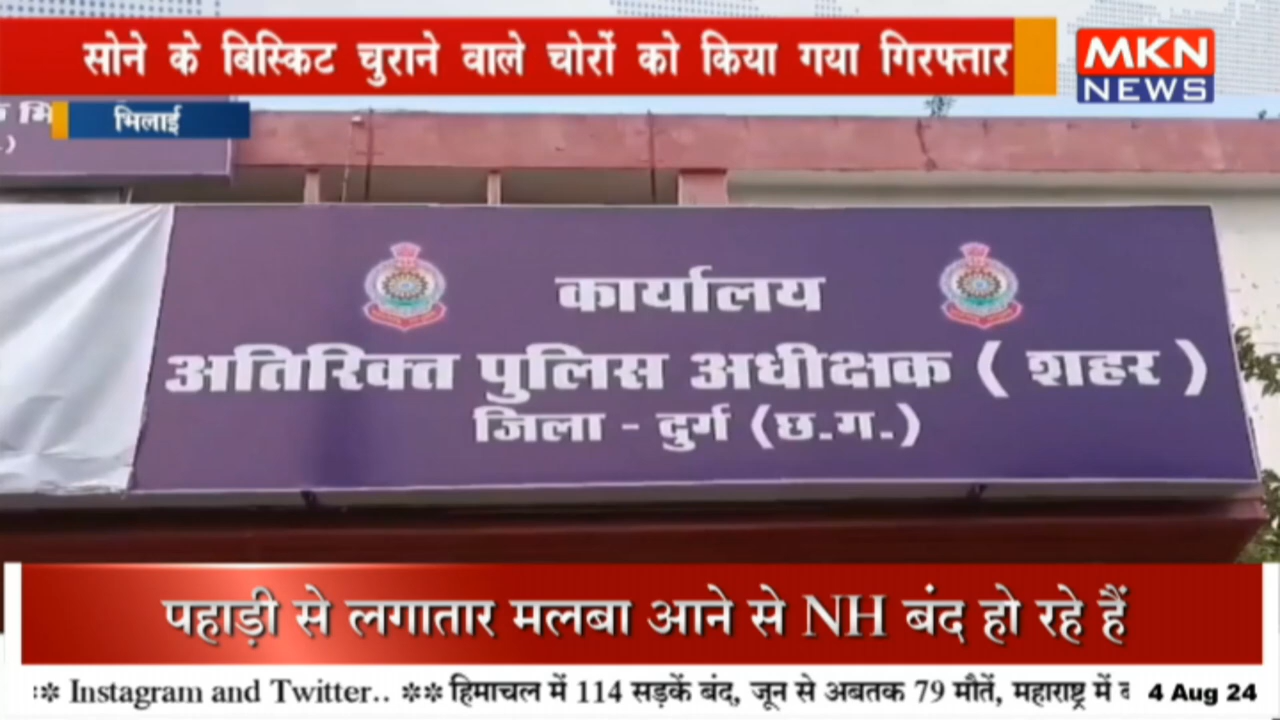 सोने के बिस्किट चुराने वाले चोरों को किया गया गिरफ्तार
MKN
NEWS
भिलाई
कार्यालय
अतिरिक्त पुलिस अधीक्षक ( शहर )
जिला - दुर्ग (छ.ग.)
पहाड़ी से लगातार मलबा आने से NH बंद हो रहे हैं
Instagram and Twitter.. ** हिमाचल में 114 सड़कें बंद, जून से अबतक 79 मौतें, महाराष्ट्र में
4 Aug 24